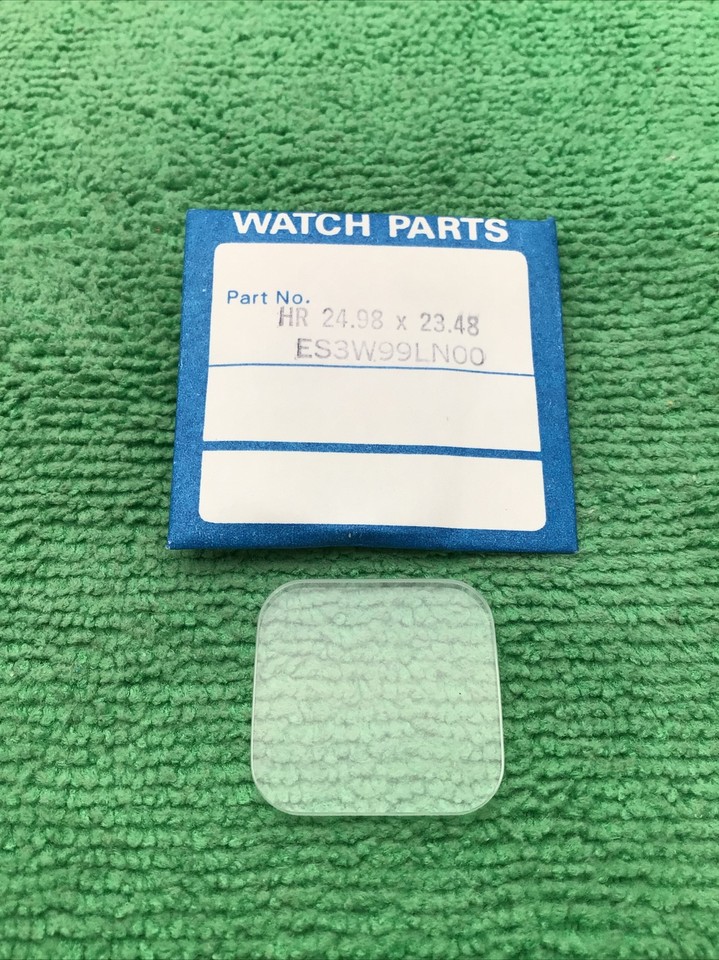 WATCH PARTS
Part No.
HR 24.98 x 23.48
ES3W99LN00